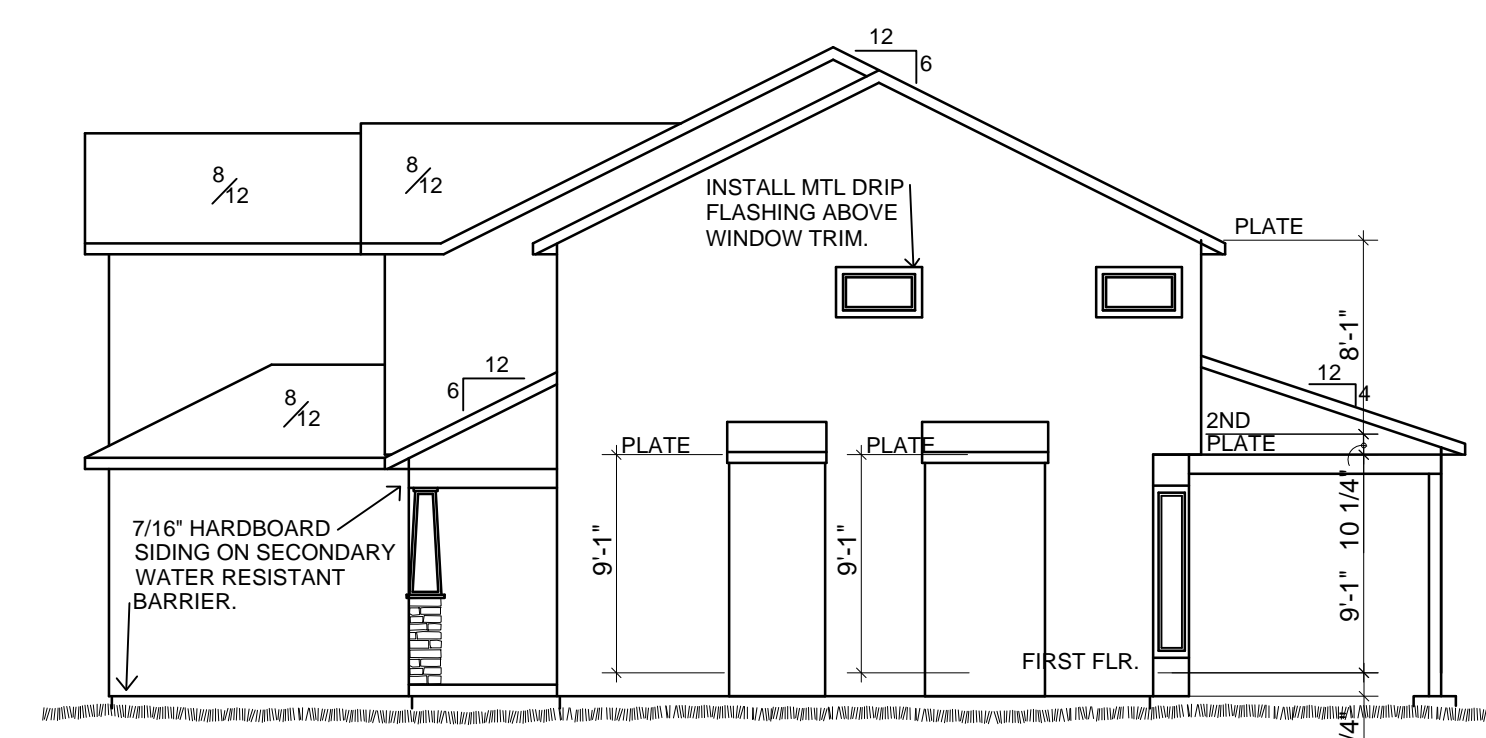 12
6
8/12
8/12
INSTALL MTL DRIP
FLASHING ABOVE
WINDOW TRIM.
PLATE
8'-1"
12
6
8/12
12
4
2ND
PLATE
PLATE
PLATE
10 1/4"
7/16" HARDBOARD
SIDING ON SECONDARY
WATER RESISTANT
BARRIER.
9'-1"
9'-1"
9'-1"
FIRST FLR.